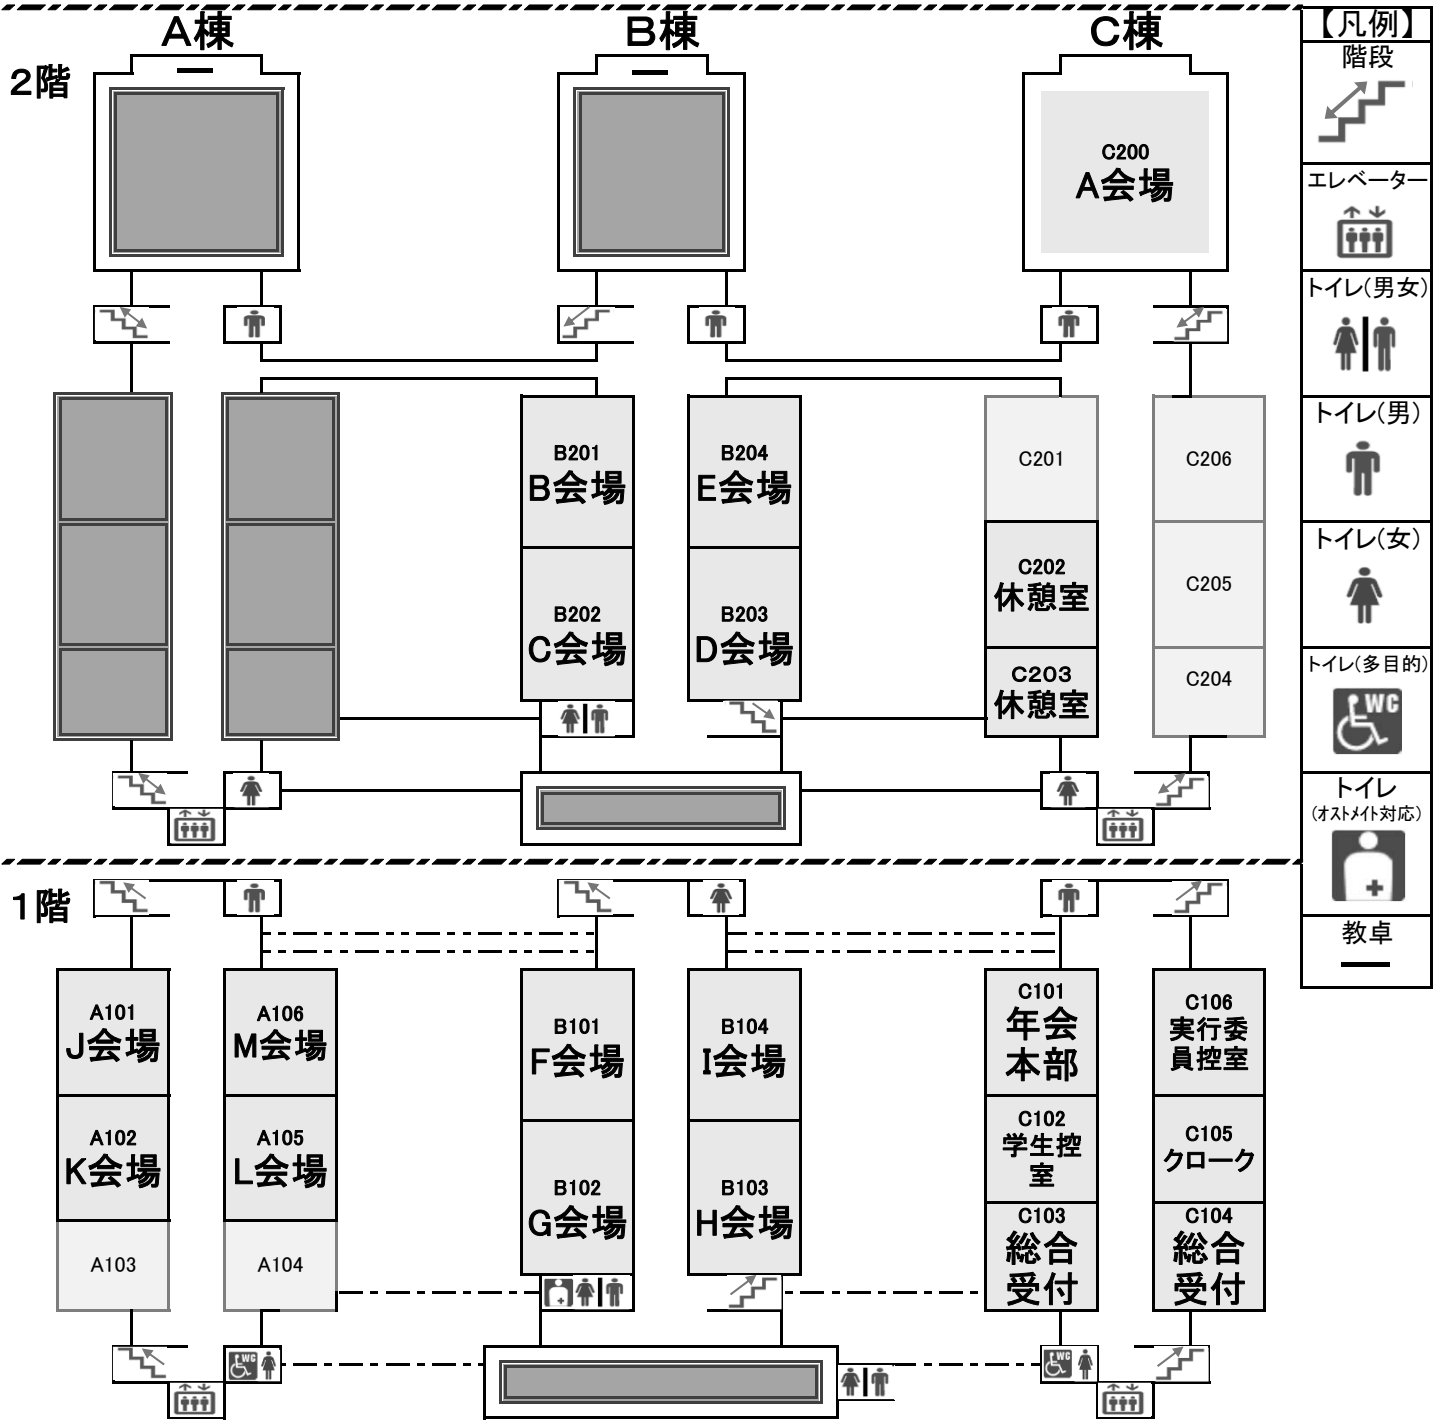 A棟
B棟
C棟
2階
C200
A会場
B201
B会場
B204
E会場
C201
C206
B202
C会場
B203
D会場
C202
休憩室
C205
C203
休憩室
C204
1階
A101
J会場
A106
M会場
B101
F会場
B104
I会場
C101
年会
本部
C106
実行委
員控室
A102
K会場
A105
L会場
B102
G会場
B103
H会場
C102
学生控
室
C105
クローク
A103
A104
C103
総合
受付
C104
総合
受付
WC
WC
【凡例】
階段
エレベーター
トイレ(男女)
トイレ(男)
トイレ(女)
トイレ(多目的)
WC
トイレ
(オストメイト対応)
教卓